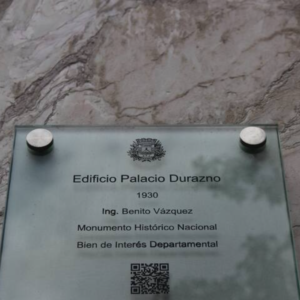 Edificio Palacio Durazno
1930
Ing. Benito Vázquez
Monumento Histórico Nacional
Bien de Interés Departamental